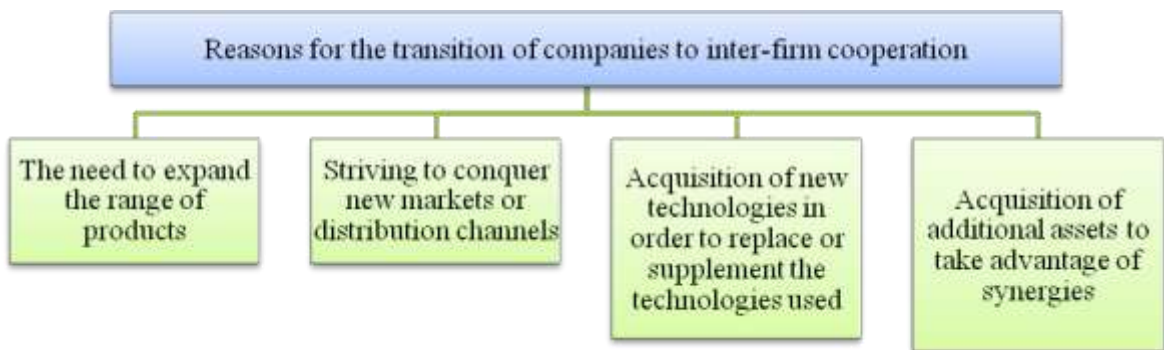 Reasons for the transition of companies to inter-firm cooperation
The need to expand
the range of
products
Striving to conquer
new markets or
distribution channels
Acquisition of new
technologies in
order to replace or
supplement the
technologies used
Acquisition of
additional assets to
take advantage of
synergies